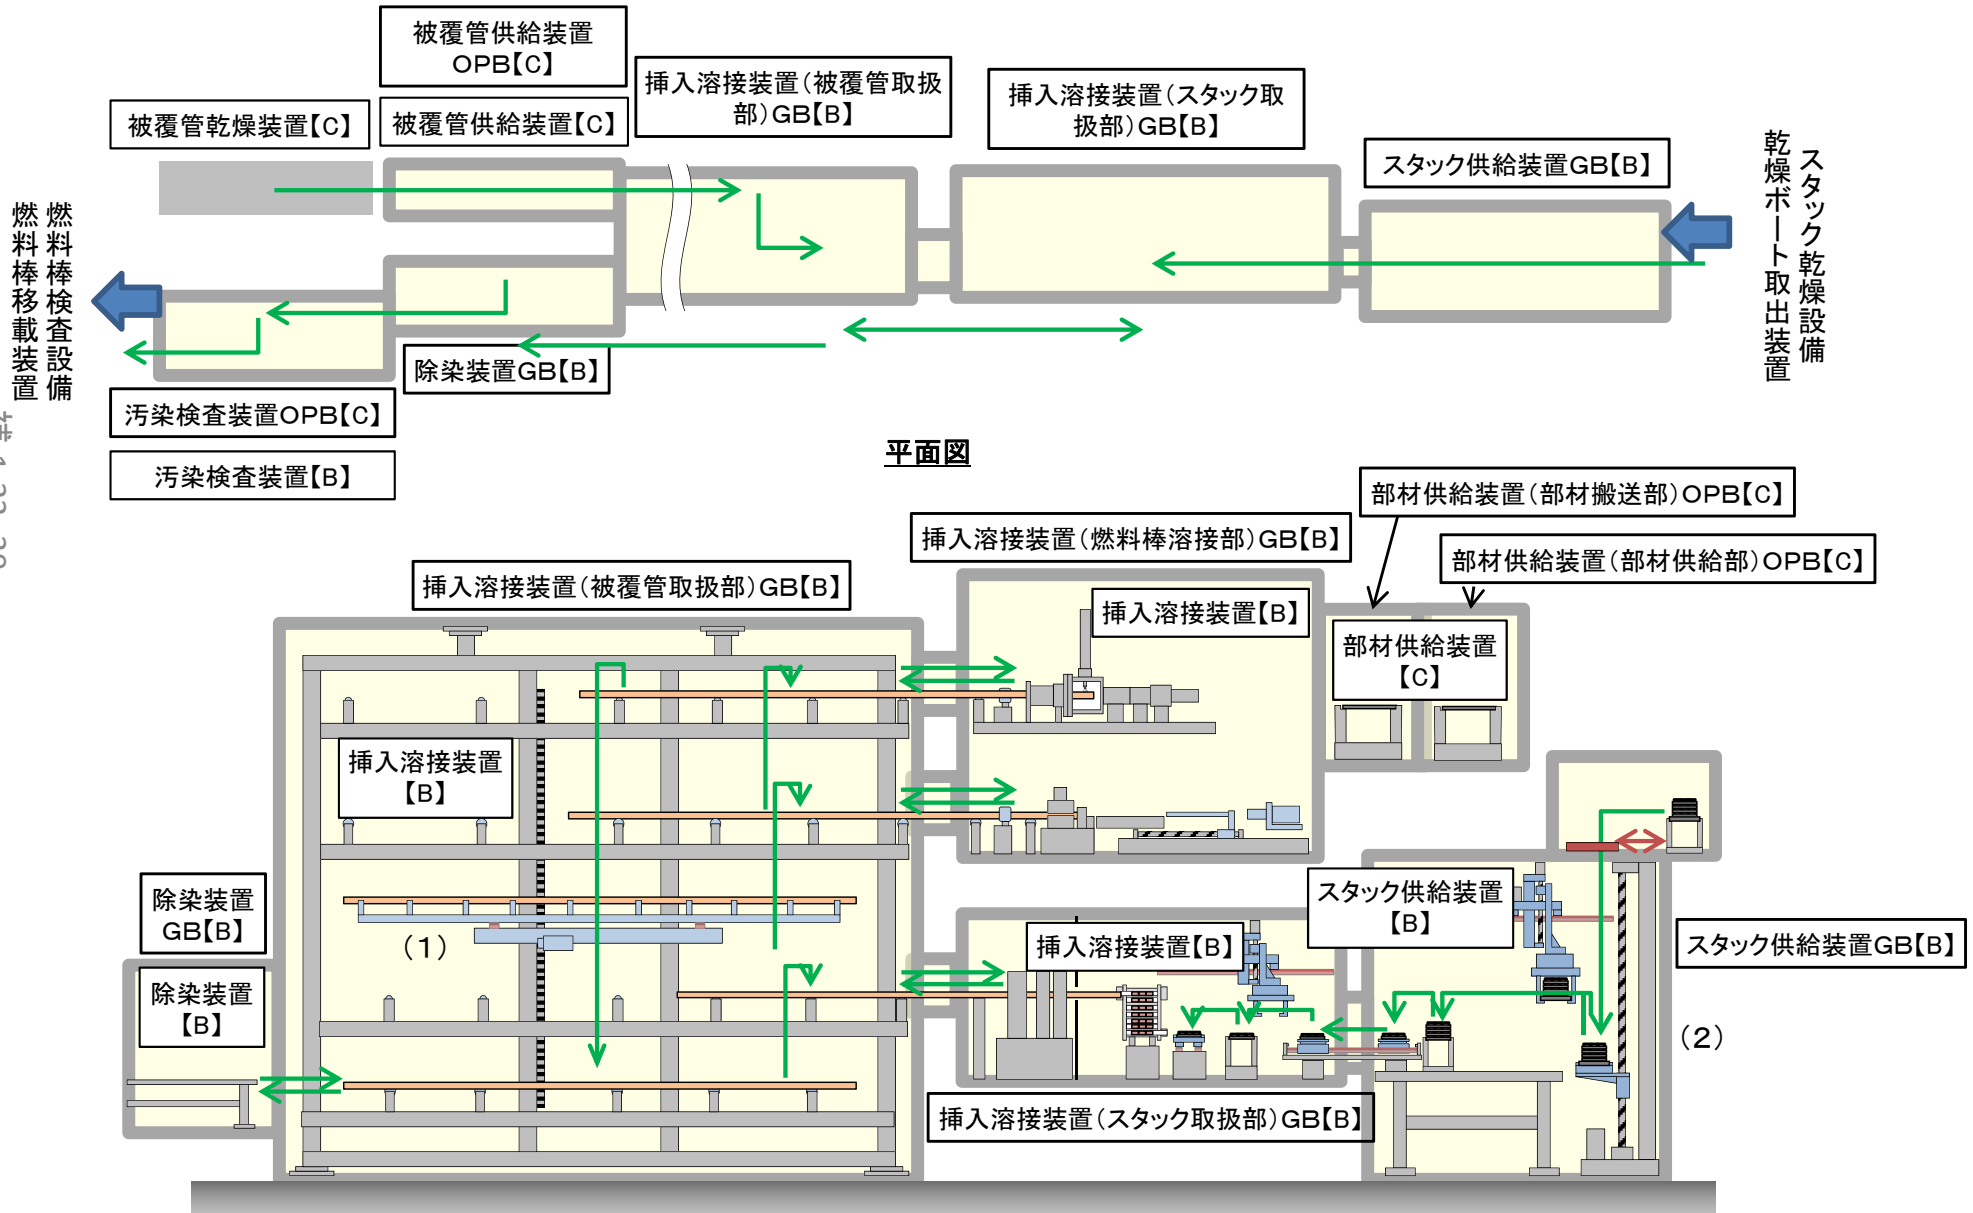 被覆管供給装置
OPB【C】
被覆管乾燥装置【C】
被覆管供給装置【C】
挿入溶接装置（被覆管取扱
部）GB【B】
挿入溶接装置（スタック取
扱部）GB【B】
スタック供給装置GB【B】
スタック乾燥設備
乾燥ボート取出装置
燃料棒検査設備
燃料棒移載装置
除染装置GB【B】
汚染検査装置OPB【C】
汚染検査装置【B】
平面図
部材供給装置（部材搬送部）OPB【C】
挿入溶接装置（燃料棒溶接部）GB【B】
部材供給装置（部材供給部）OPB【C】
挿入溶接装置（被覆管取扱部）GB【B】
挿入溶接装置【B】
部材供給装置
【C】
挿入溶接装置
【B】
除染装置
GB【B】
（1）
スタック供給装置
【B】
挿入溶接装置【B】
スタック供給装置GB【B】
除染装置
【B】
（2）
挿入溶接装置（スタック取扱部）GB【B】